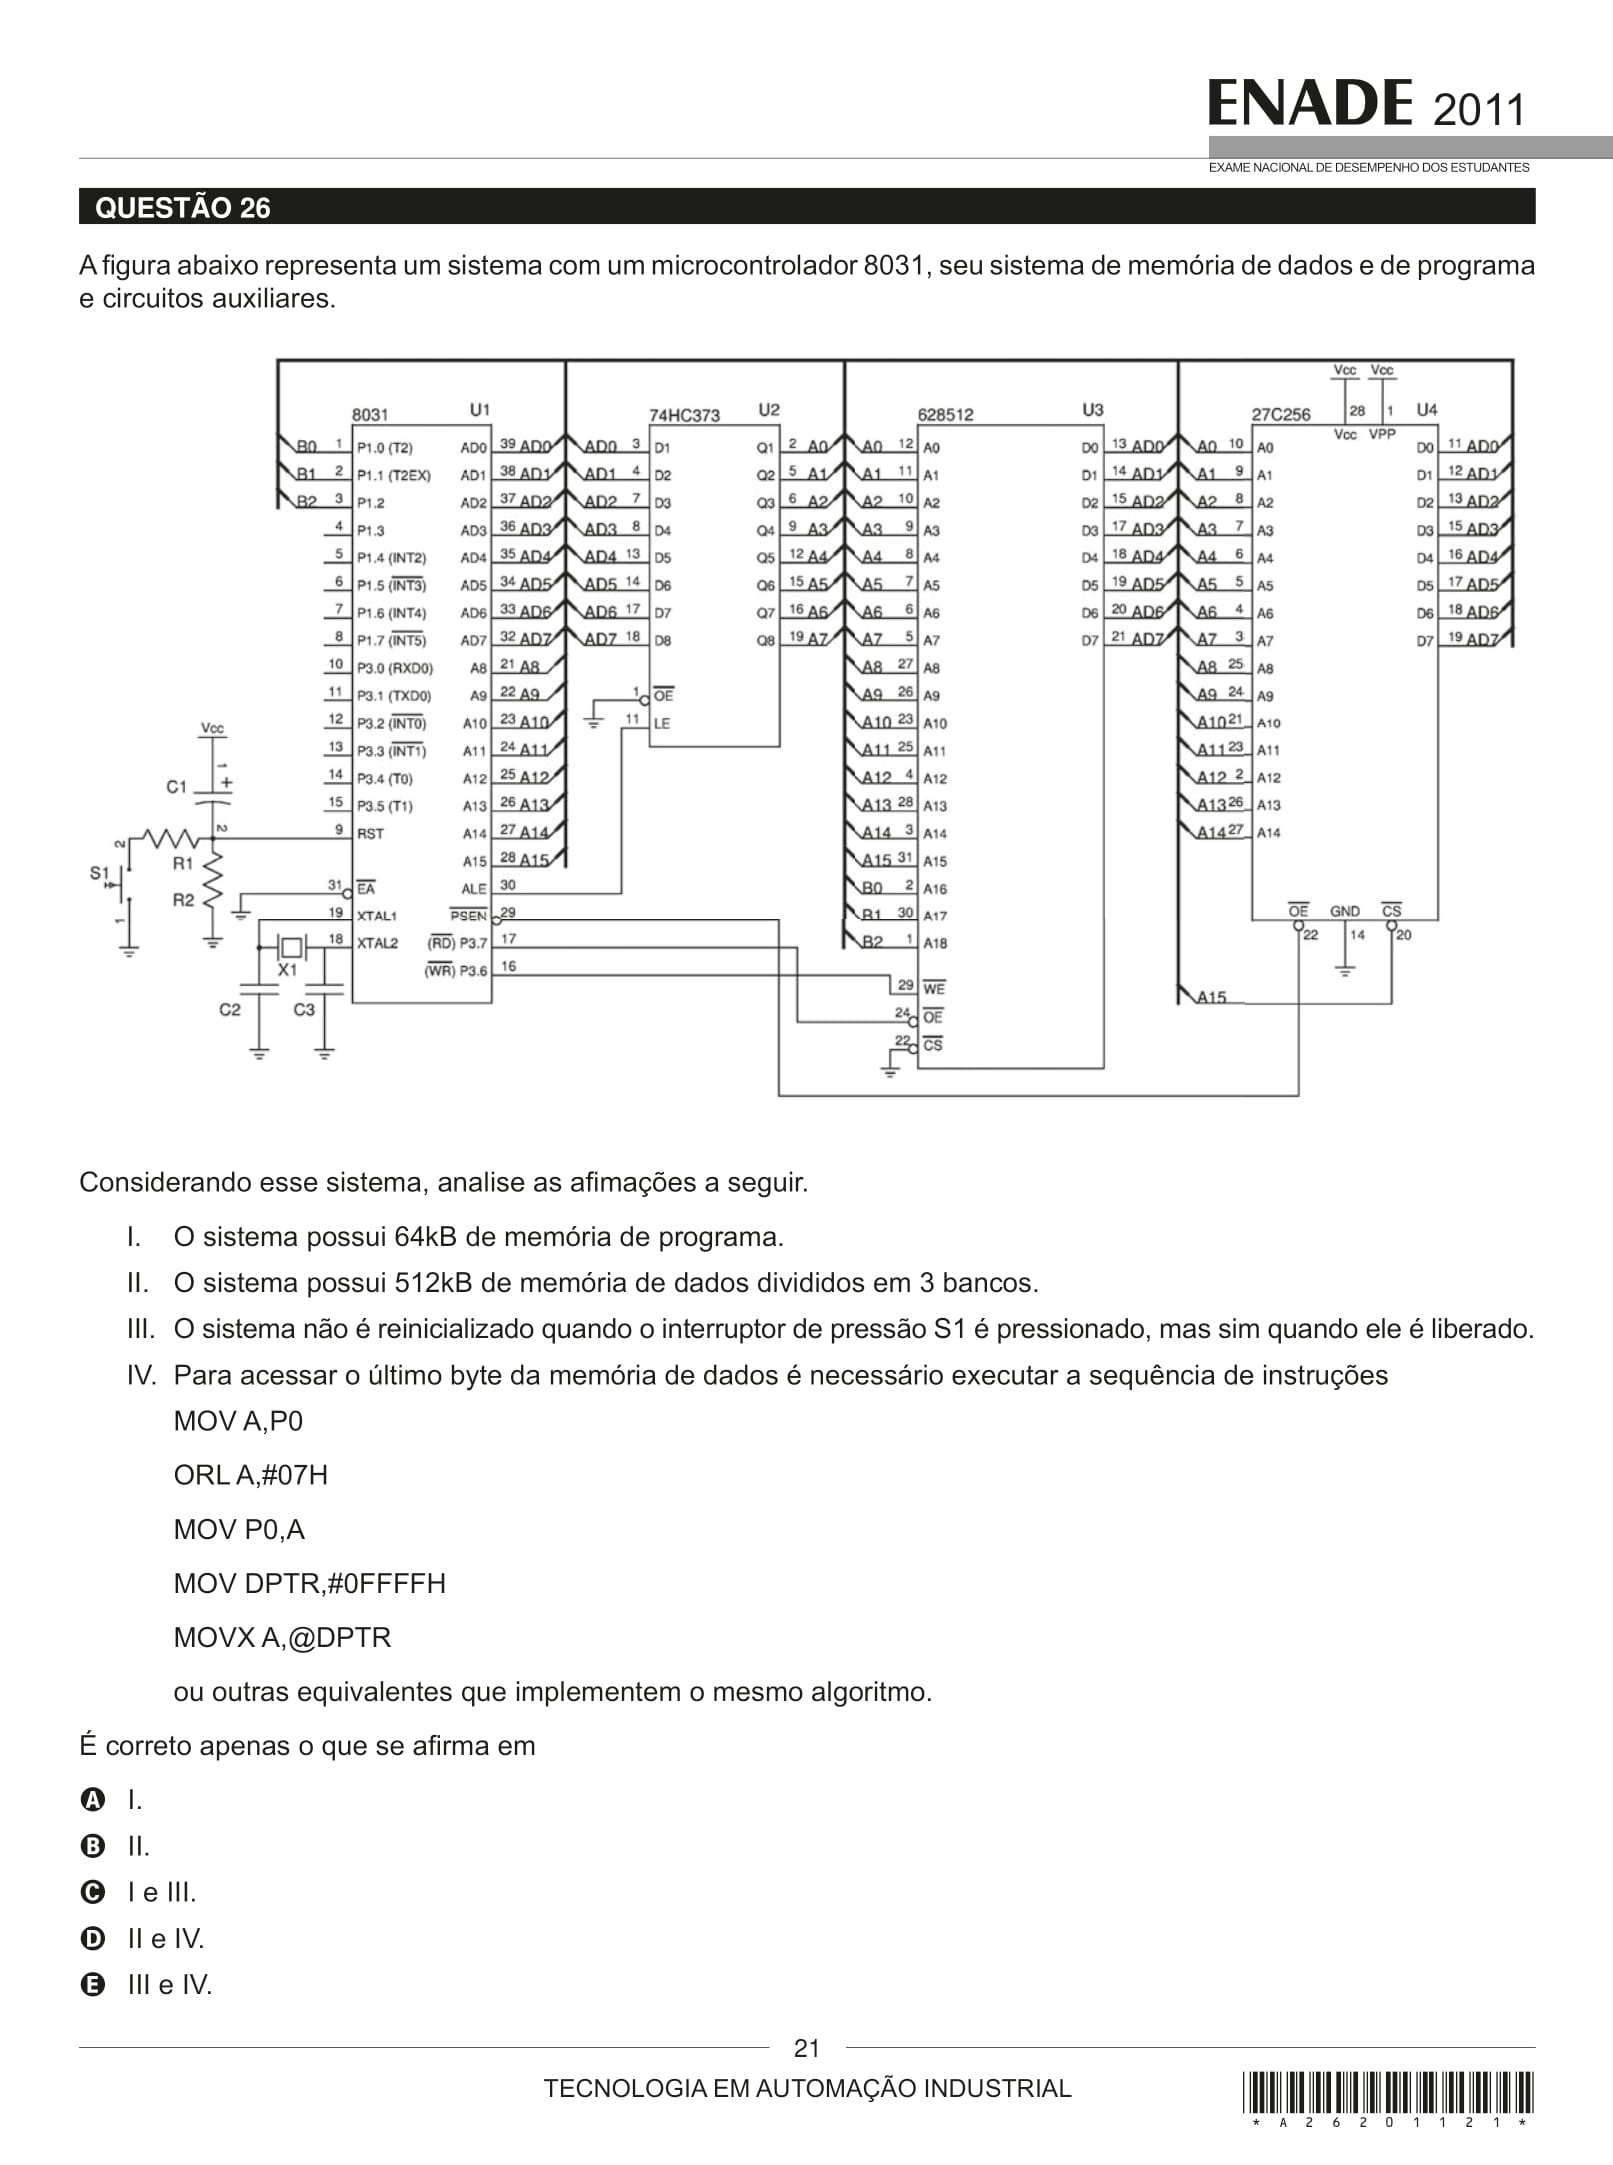 ENADE 2011
EXAME NACIONAL DE DESEMPENHO DOS ESTUDANTES
QUESTÃO 26
A figura abaixo representa um sistema com um microcontrolador 8031, seu sistema de memória de dados e de programa
e circuitos auxiliares.
8031 U1
B0 1 P1.0 (T2) AD0 39 AD0
B1 2 P1.1 (T2EX) AD1 38 AD1
B2 3 P1.2 AD2 37 AD2
4 P1.3 AD3 36 AD3
5 P1.4 (INT2) AD4 35 AD4
6 P1.5 (INT3) AD5 34 AD5
7 P1.6 (INT4) AD6 33 AD6
8 P1.7 (INT5) AD7 32 AD7
10 P3.0 (RXD0) A8 21 A8
11 P3.1 (TXD0) A9 22 A9
12 P3.2 (INT0) A10 23 A10
13 P3.3 (INT1) A11 24 A11
14 P3.4 (T0) A12 25 A12
15 P3.5 (T1) A13 26 A13
9 RST A14 27 A14
A15 28 A15
31 EA ALE 30
19 XTAL1 PSEN 29
18 XTAL2 (RD) P3.7 17
(WR) P3.6 16
Vcc
1
C1 +
2
2
R1
S1
R2
1
X1
C2 C3
74HC373 U2
AD0 3 D1 Q1 2 A0
AD1 4 D2 Q2 5 A1
AD2 7 D3 Q3 6 A2
AD3 8 D4 Q4 9 A3
AD4 13 D5 Q5 12 A4
AD5 14 D6 Q6 15 A5
AD6 17 D7 Q7 16 A6
AD7 18 D8 Q8 19 A7
1 OE
11 LE
628512 U3
A0 12 A0 D0 13 AD0
A1 11 A1 D1 14 AD1
A2 10 A2 D2 15 AD2
A3 9 A3 D3 17 AD3
A4 8 A4 D4 18 AD4
A5 7 A5 D5 19 AD5
A6 6 A6 D6 20 AD6
A7 5 A7 D7 21 AD7
A8 27 A8
A9 26 A9
A10 23 A10
A11 25 A11
A12 4 A12
A13 28 A13
A14 3 A14
A15 31 A15
B0 2 A16
B1 30 A17
B2 1 A18
29 WE
24 OE
22 CS
Vcc Vcc
27C256 28 1 U4
Vcc VPP
A0 10 A0 D0 11 AD0
A1 9 A1 D1 12 AD1
A2 8 A2 D2 13 AD2
A3 7 A3 D3 15 AD3
A4 6 A4 D4 16 AD4
A5 5 A5 D5 17 AD5
A6 4 A6 D6 18 AD6
A7 3 A7 D7 19 AD7
A8 25 A8
A9 24 A9
A10 21 A10
A11 23 A11
A12 2 A12
A13 26 A13
A14 27 A14
OE GND CS
22 14 20
A15
Considerando esse sistema, analise as afimações a seguir.
I. O sistema possui 64kB de memória de programa.
II. O sistema possui 512kB de memória de dados divididos em 3 bancos.
III. O sistema não é reinicializado quando o interruptor de pressão S1 é pressionado, mas sim quando ele é liberado.
IV. Para acessar o último byte da memória de dados é necessário executar a sequência de instruções
MOV A,P0
ORL A,#07H
MOV P0,A
MOV DPTR,#0FFFFH
MOVX A,@DPTR
ou outras equivalentes que implementem o mesmo algoritmo.
É correto apenas o que se afirma em
A I.
B II.
C I e III.
D II e IV.
E III e IV.
21
TECNOLOGIA EM AUTOMAÇÃO INDUSTRIAL
* A 2 6 2 0 1 1 2 1 *